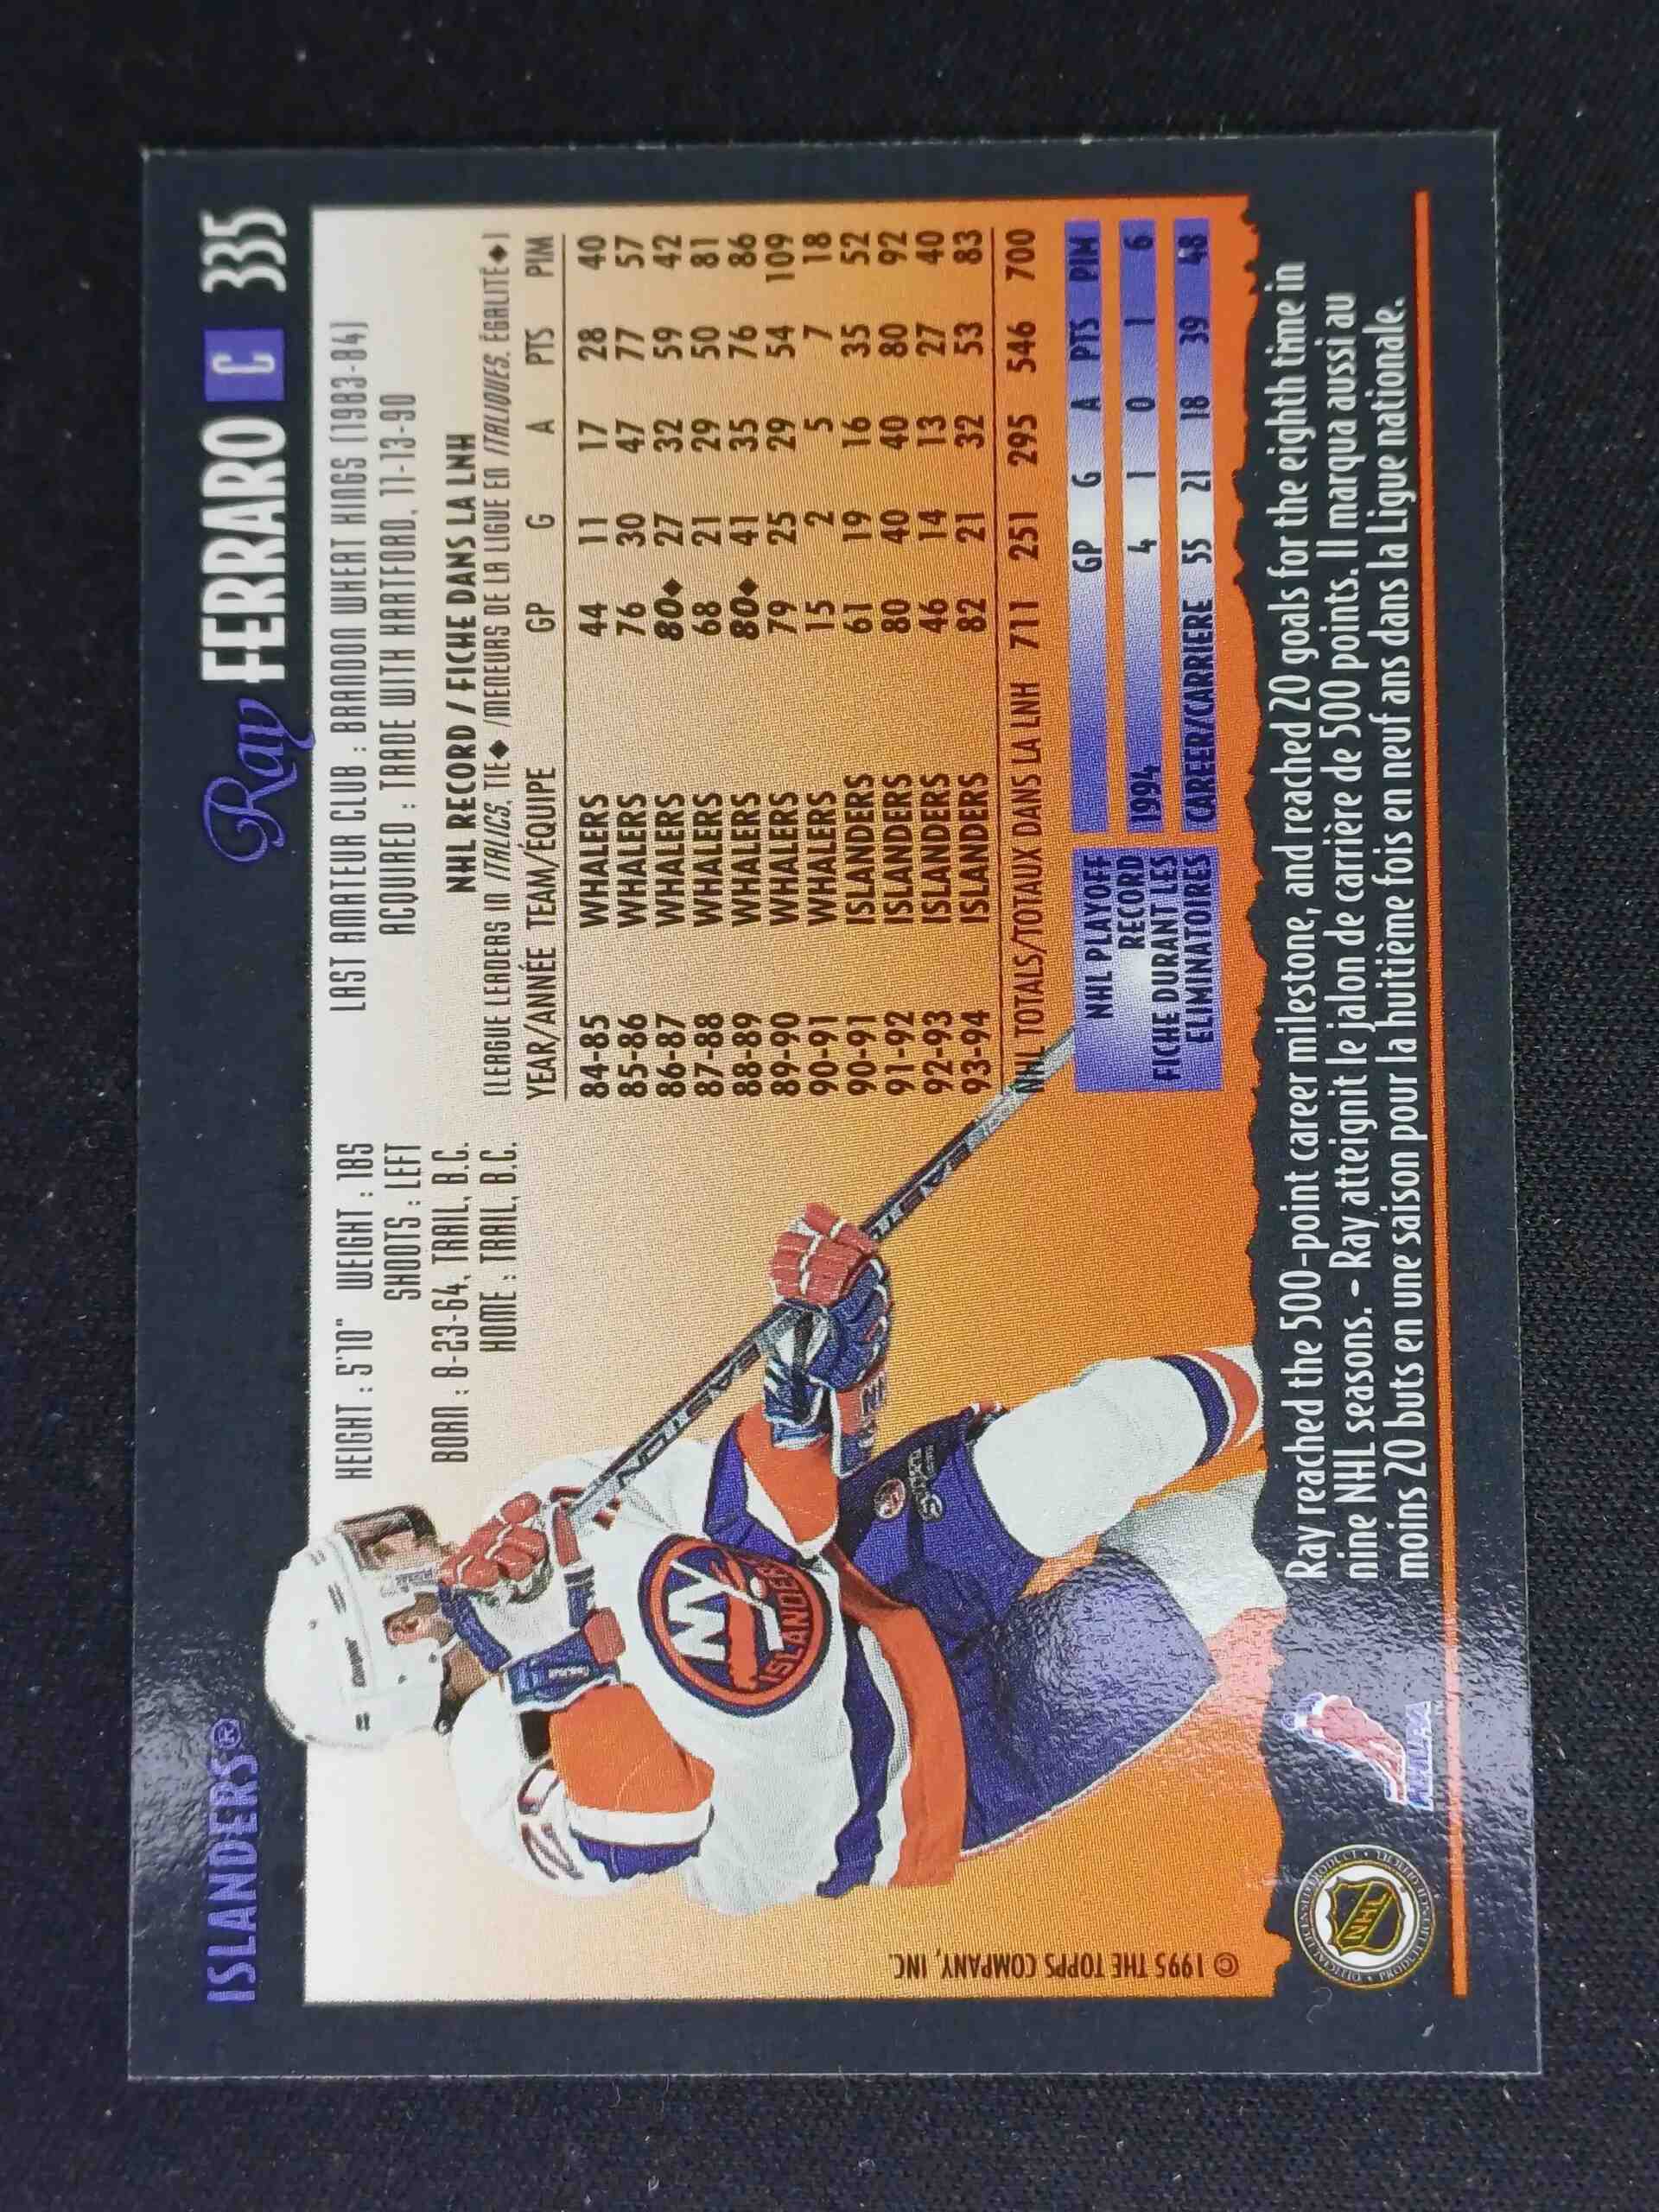 ISLANDERS®
Ray FERRARO C 335
HEIGHT : 5'10" WEIGHT : 185
SHOOTS : LEFT
BORN : 8-23-64, TRAIL, B.C.
HOME : TRAIL, B.C.
LAST AMATEUR CLUB : BRANDON WHEAT KINGS (1983-84)
ACQUIRED : TRADE WITH HARTFORD, 11-13-90
NHL RECORD / FICHE DANS LA LNH
(LEAGUE LEADERS IN ITALICS, TIE◆ /MENEURS DE LA LIGUE EN ITALIQUES, ÉGALITÉ◆)
YEAR/ANNÉE TEAM/ÉQUIPE GP G A PTS PIM
84-85 WHALERS 44 11 17 28 40
85-86 WHALERS 76 30 47 77 57
86-87 WHALERS 80◆ 27 32 59 42
87-88 WHALERS 68 21 29 50 81
88-89 WHALERS 80◆ 41 35 76 86
89-90 WHALERS 79 25 29 54 109
90-91 WHALERS 15 2 5 7 18
90-91 ISLANDERS 61 19 16 35 52
91-92 ISLANDERS 80 40 40 80 92
92-93 ISLANDERS 46 14 13 27 40
93-94 ISLANDERS 82 21 32 53 83
NHL TOTALS/TOTAUX DANS LA LNH 711 251 295 546 700
NHL PLAYOFF
RECORD
FICHE DURANT LES
ELIMINATOIRES
GP G A PTS PIM
1994 4 1 0 1 6
CAREER/CARRIERE 55 21 18 39 48
Ray reached the 500-point career milestone, and reached 20 goals for the eighth time in
nine NHL seasons. – Ray atteignit le jalon de carrière de 500 points. Il marqua aussi au
moins 20 buts en une saison pour la huitième fois en neuf ans dans la Ligue nationale.
© 1995 THE TOPPS COMPANY, INC.
NY
ISLANDERS
NHL
NHLPA